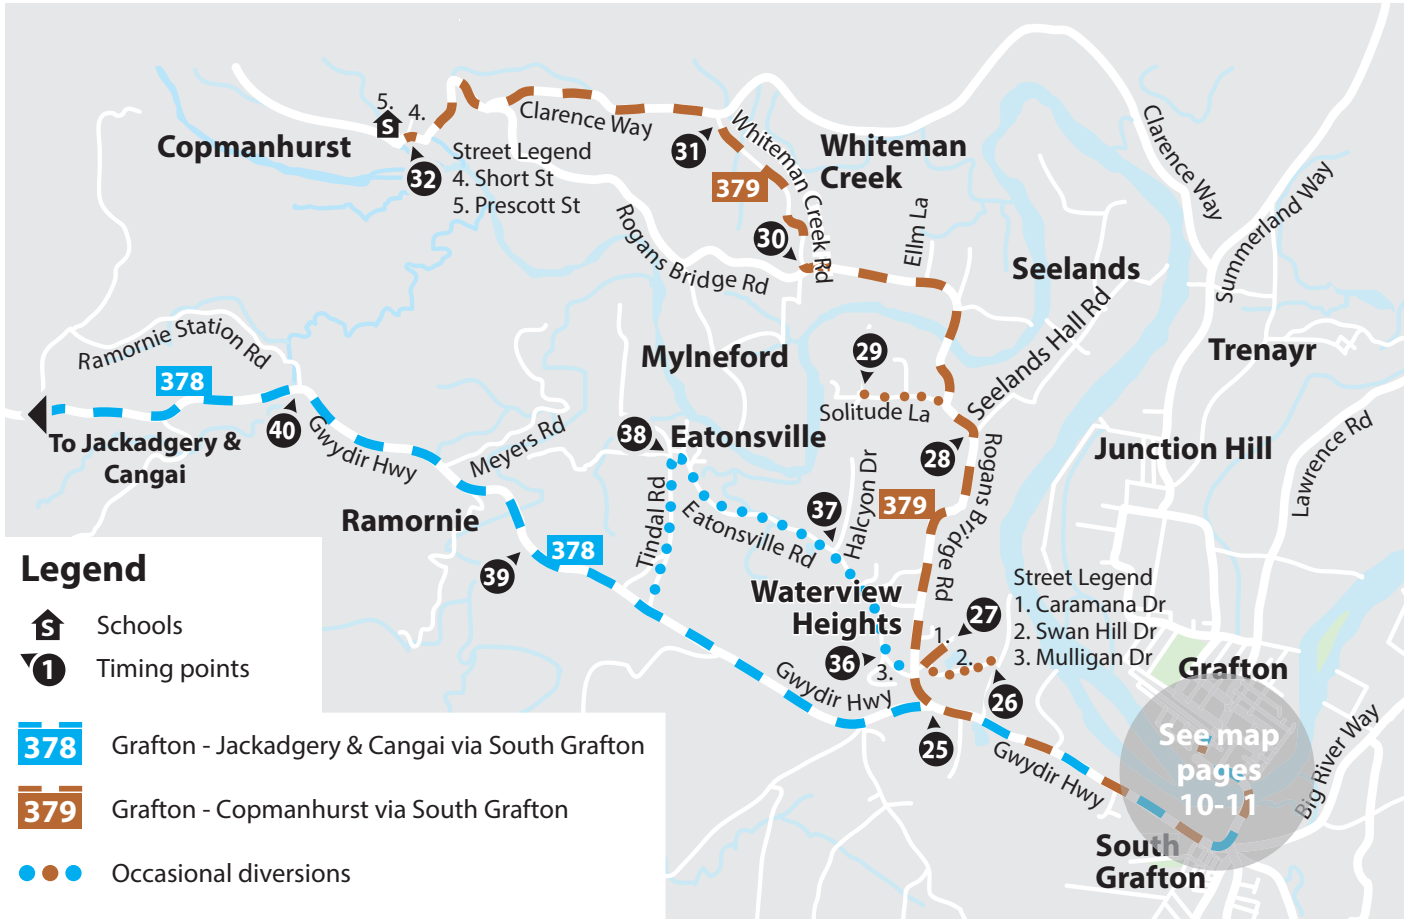 5.
4.
S
Copmanhurst
32
Street Legend
4. Short St
5. Prescott St
Clarence Way
31
Whiteman Creek Rd
379
30
Whiteman
Creek
Ellm La
Rogans Bridge Rd
Clarence Way
Summerland Way
Seelands
Seelands Hall Rd
Trenayr
Ramornie Station Rd
378
Mylneford
29
Solitude La
To Jackadgery &
Cangai
40
Gwydir Hwy
Meyers Rd
38
Eatonsville
28
Rogans Bridge Rd
Junction Hill
Lawrence Rd
Ramornie
39
378
Tindal Rd
Eatonsville Rd
37
Halcyon Dr
379
Waterview
Heights
36
3.
1.
2.
27
26
25
Street Legend
1. Caramana Dr
2. Swan Hill Dr
3. Mulligan Dr
Gwydir Hwy
Gwydir Hwy
Grafton
See map
pages
10-11
Big River Way
South
Grafton
Legend
S
Schools
1
Timing points
378
Grafton - Jackadgery & Cangai via South Grafton
379
Grafton - Copmanhurst via South Grafton
Occasional diversions